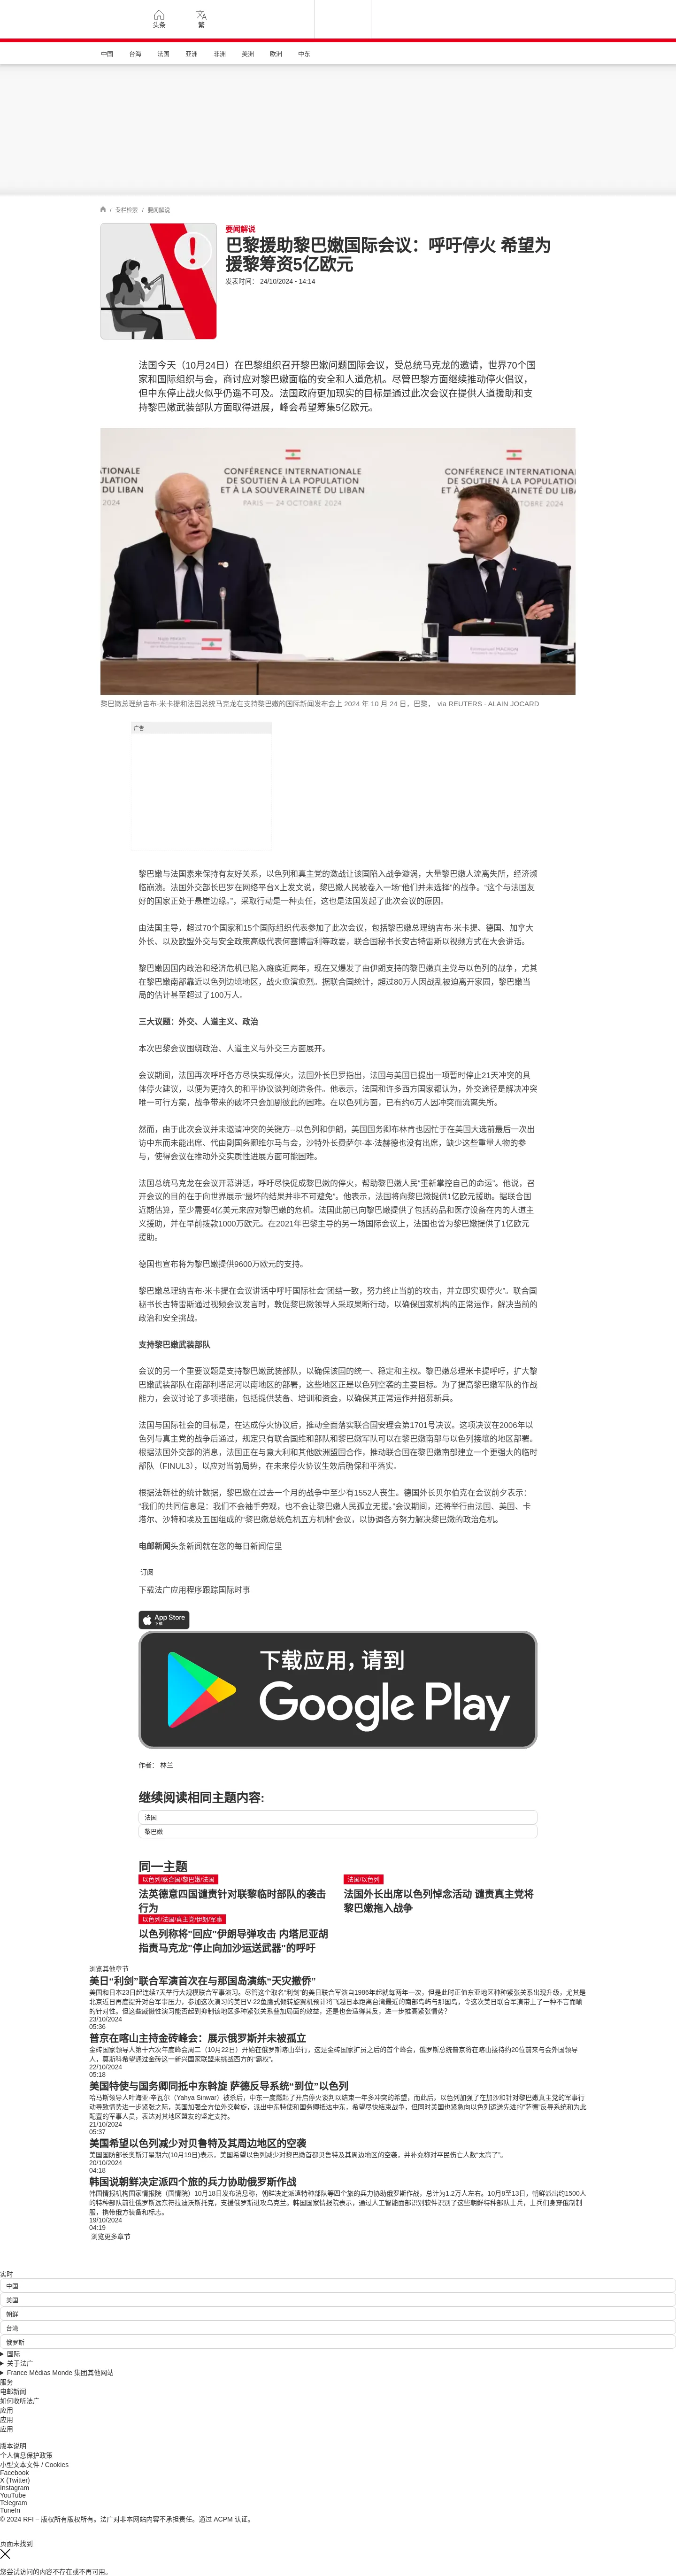 头条
繁
中国 台海 法国 亚洲 非洲 美洲 欧洲 中东
/ 专栏检索 / 要闻解说
要闻解说
巴黎援助黎巴嫩国际会议：呼吁停火 希望为
援黎筹资5亿欧元
发表时间： 24/10/2024 - 14:14
法国今天（10月24日）在巴黎组织召开黎巴嫩问题国际会议，受总统马克龙的邀请，世界70个国
家和国际组织与会，商讨应对黎巴嫩面临的安全和人道危机。尽管巴黎方面继续推动停火倡议，
但中东停止战火似乎仍遥不可及。法国政府更加现实的目标是通过此次会议在提供人道援助和支
持黎巴嫩武装部队方面取得进展，峰会希望筹集5亿欧元。
CONFÉRENCE INTERNATIONALE
DE SOUTIEN À LA POPULATION
ET À LA SOUVERAINETÉ DU LIBAN
PARIS — 24 OCTOBRE 2024
黎巴嫩总理纳吉布-米卡提和法国总统马克龙在支持黎巴嫩的国际新闻发布会上 2024 年 10 月 24 日，巴黎， via REUTERS - ALAIN JOCARD
广告
黎巴嫩与法国素来保持有友好关系，以色列和真主党的激战让该国陷入战争漩涡，大量黎巴嫩人流离失所，经济濒
临崩溃。法国外交部长巴罗在网络平台X上发文说，黎巴嫩人民被卷入一场“他们并未选择”的战争。“这个与法国友
好的国家正处于悬崖边缘。”，采取行动是一种责任，这也是法国发起了此次会议的原因。
由法国主导，超过70个国家和15个国际组织代表参加了此次会议，包括黎巴嫩总理纳吉布·米卡提、德国、加拿大
外长、以及欧盟外交与安全政策高级代表何塞博雷利等政要，联合国秘书长安古特雷斯以视频方式在大会讲话。
黎巴嫩因国内政治和经济危机已陷入瘫痪近两年，现在又爆发了由伊朗支持的黎巴嫩真主党与以色列的战争，尤其
在黎巴嫩南部靠近以色列边境地区，战火愈演愈烈。据联合国统计，超过80万人因战乱被迫离开家园，黎巴嫩当
局的估计甚至超过了100万人。
三大议题：外交、人道主义、政治
本次巴黎会议围绕政治、人道主义与外交三方面展开。
会议期间，法国再次呼吁各方尽快实现停火，法国外长巴罗指出，法国与美国已提出一项暂时停止21天冲突的具
体停火建议，以便为更持久的和平协议谈判创造条件。他表示，法国和许多西方国家都认为，外交途径是解决冲突
唯一可行方案，战争带来的破坏只会加剧彼此的困难。在以色列方面，已有约6万人因冲突而流离失所。
然而，由于此次会议并未邀请冲突的关键方--以色列和伊朗，美国国务卿布林肯也因忙于在美国大选前最后一次出
访中东而未能出席、代由副国务卿维尔马与会，沙特外长费萨尔·本·法赫德也没有出席，缺少这些重量人物的参
与，使得会议在推动外交实质性进展方面可能困难。
法国总统马克龙在会议开幕讲话，呼吁尽快促成黎巴嫩的停火，帮助黎巴嫩人民“重新掌控自己的命运”。他说，召
开会议的目的在于向世界展示“最坏的结果并非不可避免”。他表示，法国将向黎巴嫩提供1亿欧元援助。据联合国
近期估算，至少需要4亿美元来应对黎巴嫩的危机。法国此前已向黎巴嫩提供了包括药品和医疗设备在内的人道主
义援助，并在早前拨款1000万欧元。在2021年巴黎主导的另一场国际会议上，法国也曾为黎巴嫩提供了1亿欧元
援助。
德国也宣布将为黎巴嫩提供9600万欧元的支持。
黎巴嫩总理纳吉布·米卡提在会议讲话中呼吁国际社会“团结一致，努力终止当前的攻击，并立即实现停火”。联合国
秘书长古特雷斯通过视频会议发言时，敦促黎巴嫩领导人采取果断行动，以确保国家机构的正常运作，解决当前的
政治和安全挑战。
支持黎巴嫩武装部队
会议的另一个重要议题是支持黎巴嫩武装部队，以确保该国的统一、稳定和主权。黎巴嫩总理米卡提呼吁，扩大黎
巴嫩武装部队在南部利塔尼河以南地区的部署，这些地区正是以色列空袭的主要目标。为了提高黎巴嫩军队的作战
能力，会议讨论了多项措施，包括提供装备、培训和资金，以确保其正常运作并招募新兵。
法国与国际社会的目标是，在达成停火协议后，推动全面落实联合国安理会第1701号决议。这项决议在2006年以
色列与真主党的战争后通过，规定只有联合国维和部队和黎巴嫩军队可以在黎巴嫩南部与以色列接壤的地区部署。
根据法国外交部的消息，法国正在与意大利和其他欧洲盟国合作，推动联合国在黎巴嫩南部建立一个更强大的临时
部队（FINUL3），以应对当前局势，在未来停火协议生效后确保和平落实。
根据法新社的统计数据，黎巴嫩在过去一个月的战争中至少有1552人丧生。德国外长贝尔伯克在会议前夕表示：
“我们的共同信息是：我们不会袖手旁观，也不会让黎巴嫩人民孤立无援。”会议期间，还将举行由法国、美国、卡
塔尔、沙特和埃及五国组成的“黎巴嫩总统危机五方机制”会议，以协调各方努力解决黎巴嫩的政治危机。
电邮新闻头条新闻就在您的每日新闻信里
订阅
下载法广应用程序跟踪国际时事
App Store
下载
下载应用，请到
Google Play
作者： 林兰
继续阅读相同主题内容:
法国
黎巴嫩
同一主题
以色列/联合国/黎巴嫩/法国
法英德意四国谴责针对联黎临时部队的袭击
行为
法国/以色列
法国外长出席以色列悼念活动 谴责真主党将
黎巴嫩拖入战争
以色列/法国/真主党/伊朗/军事
以色列称将"回应"伊朗导弹攻击 内塔尼亚胡
指责马克龙"停止向加沙运送武器"的呼吁
浏览其他章节
美日“利剑”联合军演首次在与那国岛演练“天灾撤侨”
美国和日本23日起连续7天举行大规模联合军事演习。尽管这个取名“利剑”的美日联合军演自1986年起就每两年一次，但是此时正值东亚地区种种紧张关系出现升级，尤其是
北京近日再度提升对台军事压力，参加这次演习的美日V-22鱼鹰式倾转旋翼机预计将飞越日本距离台湾最近的南部岛屿与那国岛，令这次美日联合军演带上了一种不言而喻
的针对性。但这些威慑性演习能否起到抑制该地区多种紧张关系叠加局面的效益，还是也会适得其反，进一步推高紧张情势？
23/10/2024
05:36
普京在喀山主持金砖峰会：展示俄罗斯并未被孤立
金砖国家领导人第十六次年度峰会周二（10月22日）开始在俄罗斯喀山举行，这是金砖国家扩员之后的首个峰会，俄罗斯总统普京将在喀山接待约20位前来与会外国领导
人，莫斯科希望通过金砖这一新兴国家联盟来挑战西方的“霸权”。
22/10/2024
05:18
美国特使与国务卿同抵中东斡旋 萨德反导系统“到位”以色列
哈马斯领导人叶海亚·辛瓦尔（Yahya Sinwar）被杀后，中东一度燃起了开启停火谈判以结束一年多冲突的希望，而此后，以色列加强了在加沙和针对黎巴嫩真主党的军事行
动导致情势进一步紧张之际，美国加强全方位外交斡旋，派出中东特使和国务卿抵达中东，希望尽快结束战争，但同时美国也紧急向以色列运送先进的“萨德”反导系统和为此
配置的军事人员，表达对其地区盟友的坚定支持。
21/10/2024
05:37
美国希望以色列减少对贝鲁特及其周边地区的空袭
美国国防部长奥斯汀星期六(10月19日)表示，美国希望以色列减少对黎巴嫩首都贝鲁特及其周边地区的空袭，并补充称对平民伤亡人数“太高了”。
20/10/2024
04:18
韩国说朝鲜决定派四个旅的兵力协助俄罗斯作战
韩国情报机构国家情报院（国情院）10月18日发布消息称，朝鲜决定派遣特种部队等四个旅的兵力协助俄罗斯作战，总计为1.2万人左右。10月8至13日，朝鲜派出约1500人
的特种部队前往俄罗斯远东符拉迪沃斯托克，支援俄罗斯进攻乌克兰。韩国国家情报院表示，通过人工智能面部识别软件识别了这些朝鲜特种部队士兵，士兵们身穿俄制制
服，携带俄方装备和标志。
19/10/2024
04:19
浏览更多章节
实时
中国
美国
朝鲜
台湾
俄罗斯
国际
关于法广
France Médias Monde 集团其他网站
服务
电邮新闻
如何收听法广
应用
应用
应用
版本说明
个人信息保护政策
小型文本文件 / Cookies
Facebook
X (Twitter)
Instagram
YouTube
Telegram
TuneIn
© 2024 RFI – 版权所有版权所有。法广对非本网站内容不承担责任。通过 ACPM 认证。
页面未找到
您尝试访问的内容不存在或不再可用。